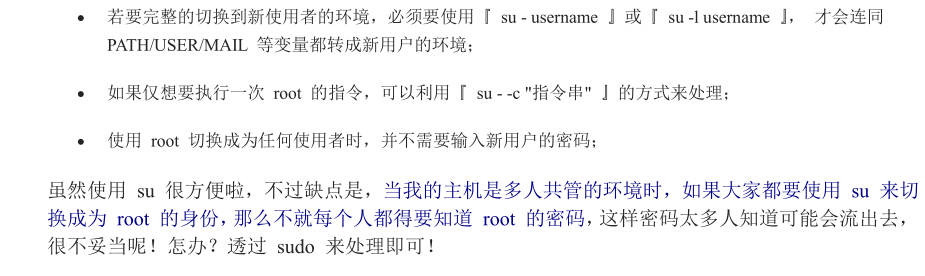 • 若要完整的切换到新使用者的环境，必须要使用『 su - username 』或『 su -l username 』， 才会连同
PATH/USER/MAIL 等变量都转成新用户的环境；
• 如果仅想要执行一次 root 的指令，可以利用『 su - -c "指令串" 』的方式来处理；
• 使用 root 切换成为任何使用者时，并不需要输入新用户的密码；
虽然使用 su 很方便啦，不过缺点是，当我的主机是多人共管的环境时，如果大家都要使用 su 来切
换成为 root 的身份，那么不就每个人都得要知道 root 的密码，这样密码太多人知道可能会流出去，
很不妥当呢！怎办？透过 sudo 来处理即可！